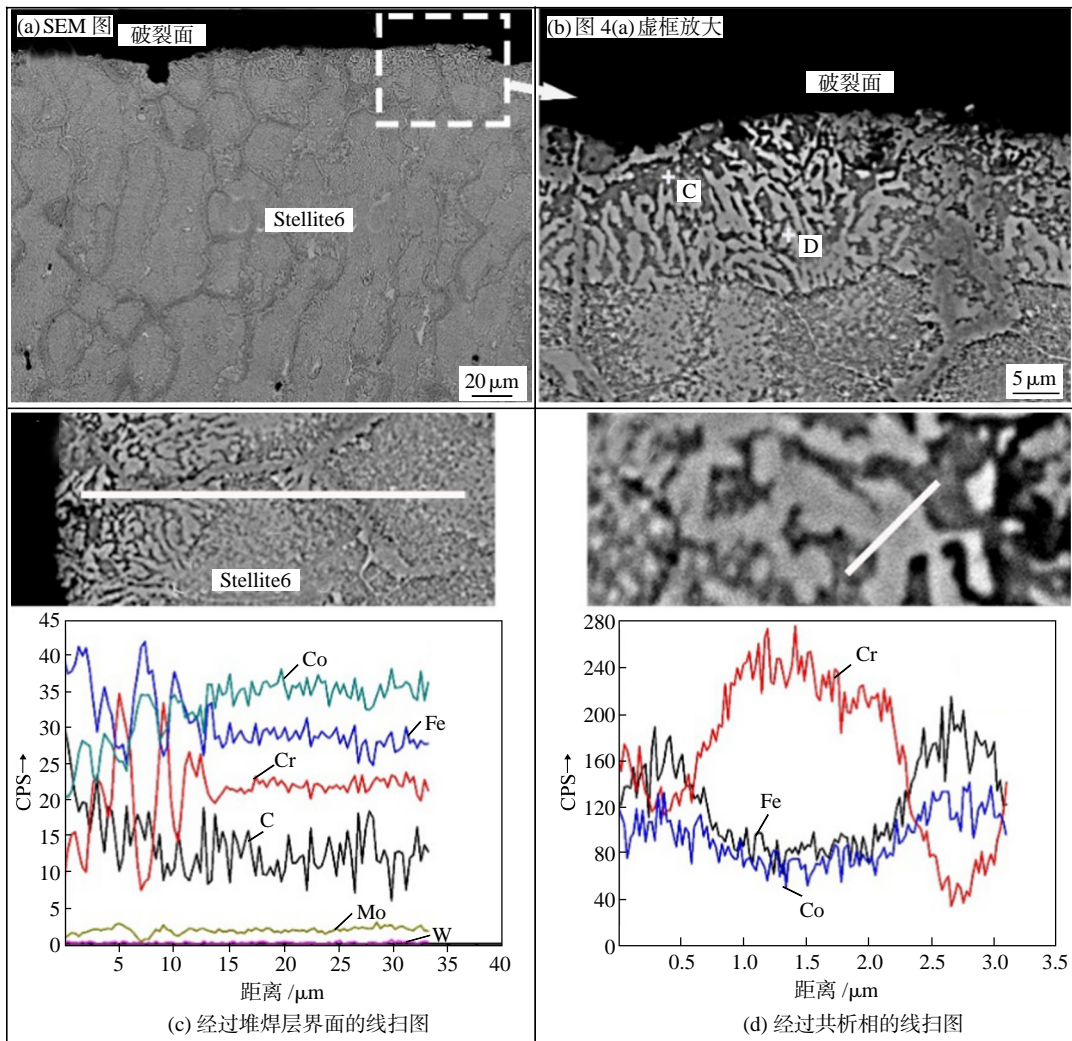 (a) SEM 图
破裂面
Stellite6
20 μm
(b) 图 4(a) 虚框放大
破裂面
C
D
5 μm
Stellite6
45
40
35
30
25
20
15
10
5
0
CPS→
Co
Fe
Cr
C
Mo
W
5 10 15 20 25 30 35 40
距离 /μm
(c) 经过堆焊层界面的线扫图
280
240
200
160
120
80
40
0
CPS→
Cr
Fe
Co
0.5 1.0 1.5 2.0 2.5 3.0 3.5
距离 /μm
(d) 经过共析相的线扫图